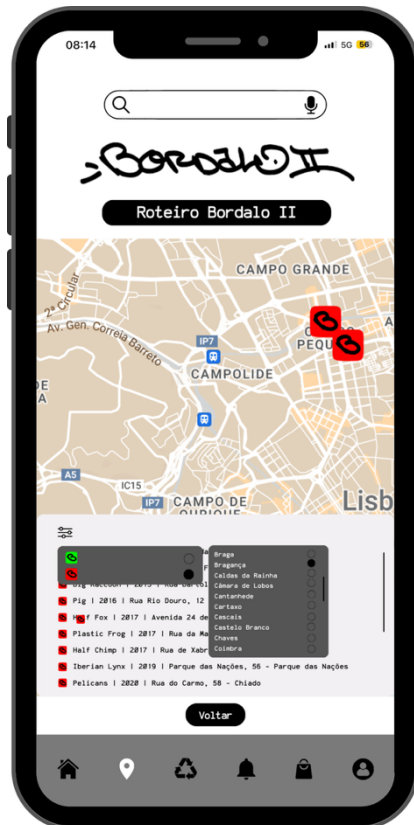 08:14
5G 56
BORDALO II
Roteiro Bordalo II
CAMPO GRANDE
2ª Circular
Av. Gen. Correia Barreto
IP7
CAMPOLIDE
A5
IC15
IP7
CAMPO DE
OURIQUE
Lisb
Braga
Bragança
Caldas da Rainha
Câmara de Lobos
Cantanhede
Cartaxo
Cascais
Castelo Branco
Chaves
Coimbra
Pig | 2016 | Rua Rio Douro, 12
Half Fox | 2017 | Avenida 24 de
Plastic Frog | 2017 | Rua da
Half Chimp | 2017 | Rua de
Iberian Lynx | 2019 | Parque das Nações, 56 - Parque das Nações
Pelicans | 2020 | Rua do Carmo, 58 - Chiado
Voltar